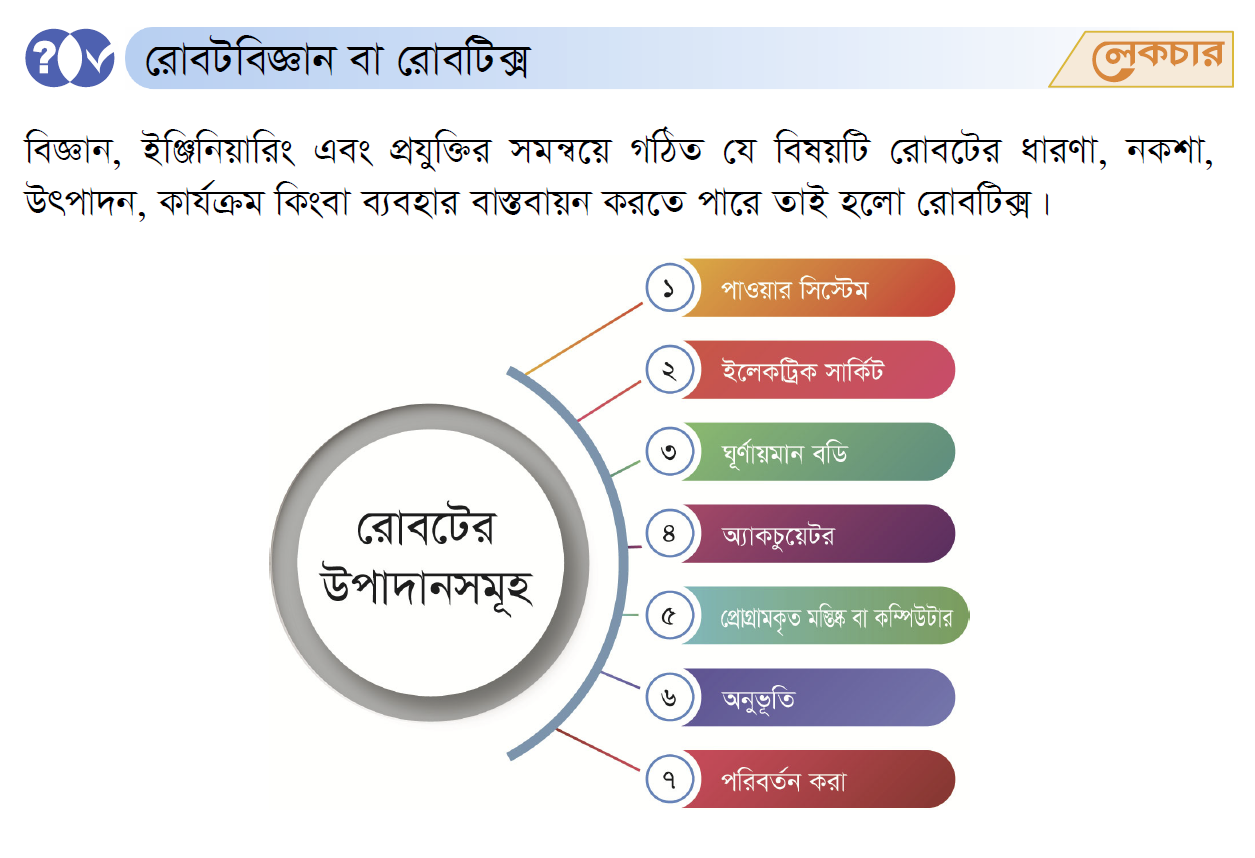 রোবটবিজ্ঞান বা রোবটিক্স
লেকচার
বিজ্ঞান, ইঞ্জিনিয়ারিং এবং প্রযুক্তির সমন্বয়ে গঠিত যে বিষয়টি রোবটের ধারণা, নকশা,
উৎপাদন, কার্যক্রম কিংবা ব্যবহার বাস্তবায়ন করতে পারে তাই হলো রোবটিক্স।
রোবটের
উপাদানসমূহ
১ পাওয়ার সিস্টেম
২ ইলেকট্রিক সার্কিট
৩ ঘূর্ণায়মান বডি
৪ অ্যাকচুয়েটর
৫ প্রোগ্রামকৃত মস্তিষ্ক বা কম্পিউটার
৬ অনুভূতি
৭ পরিবর্তন করা